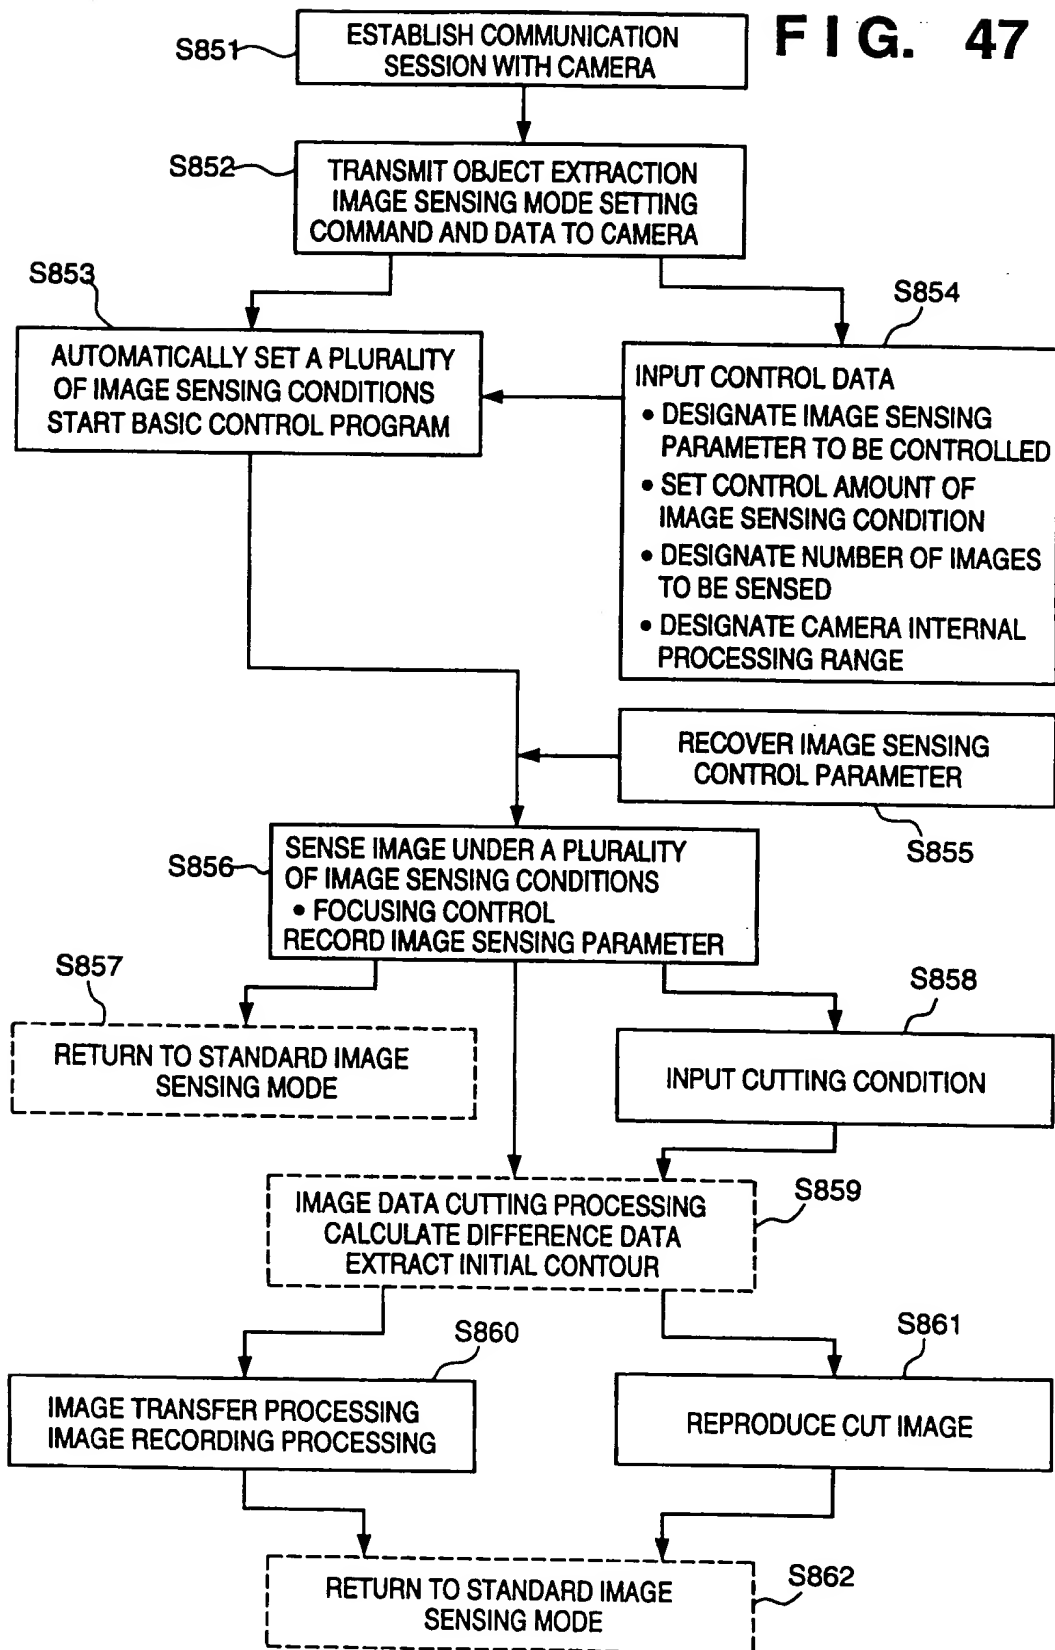 FIG. 47
S851
ESTABLISH COMMUNICATION
SESSION WITH CAMERA
S852
TRANSMIT OBJECT EXTRACTION
IMAGE SENSING MODE SETTING
COMMAND AND DATA TO CAMERA
S853
AUTOMATICALLY SET A PLURALITY
OF IMAGE SENSING CONDITIONS
START BASIC CONTROL PROGRAM
S854
INPUT CONTROL DATA
• DESIGNATE IMAGE SENSING
PARAMETER TO BE CONTROLLED
• SET CONTROL AMOUNT OF
IMAGE SENSING CONDITION
• DESIGNATE NUMBER OF IMAGES
TO BE SENSED
• DESIGNATE CAMERA INTERNAL
PROCESSING RANGE
RECOVER IMAGE SENSING
CONTROL PARAMETER
S855
S856
SENSE IMAGE UNDER A PLURALITY
OF IMAGE SENSING CONDITIONS
• FOCUSING CONTROL
RECORD IMAGE SENSING PARAMETER
S857
RETURN TO STANDARD IMAGE
SENSING MODE
S858
INPUT CUTTING CONDITION
S859
IMAGE DATA CUTTING PROCESSING
CALCULATE DIFFERENCE DATA
EXTRACT INITIAL CONTOUR
S860
IMAGE TRANSFER PROCESSING
IMAGE RECORDING PROCESSING
S861
REPRODUCE CUT IMAGE
S862
RETURN TO STANDARD IMAGE
SENSING MODE